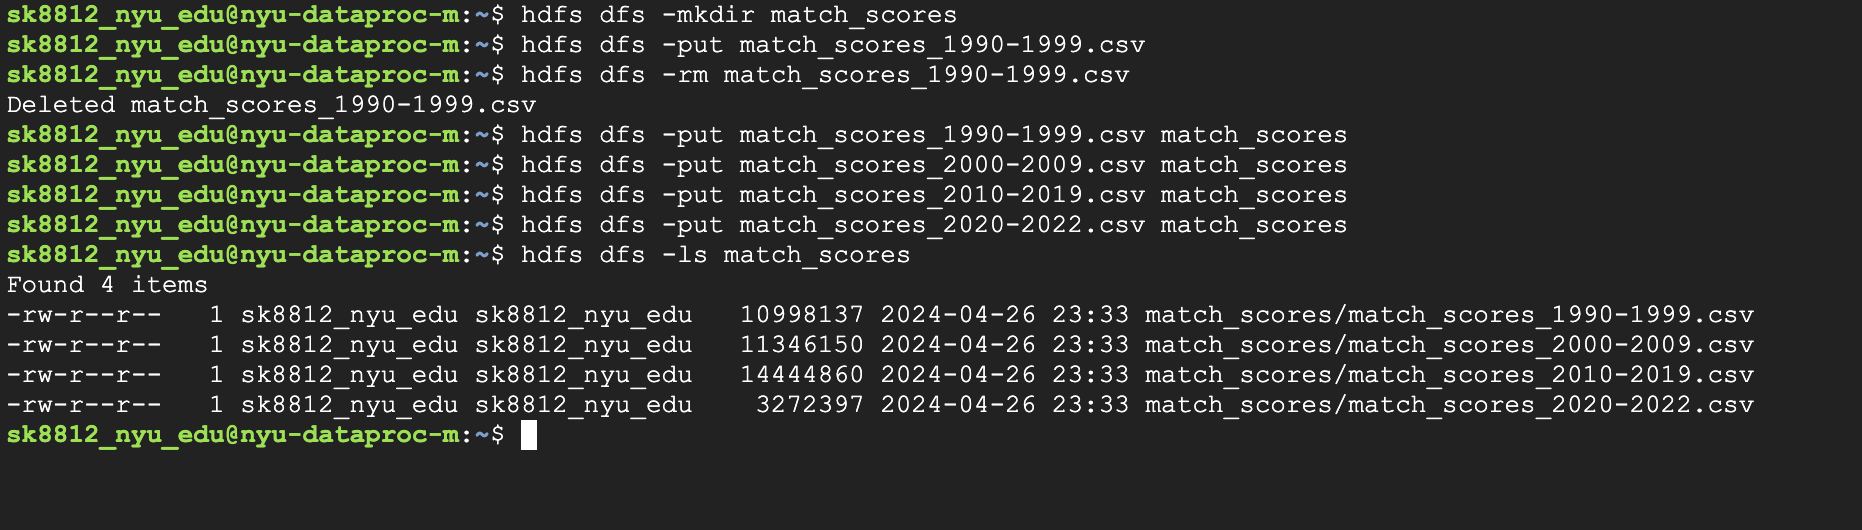 sk8812_nyu_edu@nyu-dataproc-m:~$ hdfs dfs -mkdir match_scores
sk8812_nyu_edu@nyu-dataproc-m:~$ hdfs dfs -put match_scores_1990-1999.csv
sk8812_nyu_edu@nyu-dataproc-m:~$ hdfs dfs -rm match_scores_1990-1999.csv
Deleted match_scores_1990-1999.csv
sk8812_nyu_edu@nyu-dataproc-m:~$ hdfs dfs -put match_scores_1990-1999.csv match_scores
sk8812_nyu_edu@nyu-dataproc-m:~$ hdfs dfs -put match_scores_2000-2009.csv match_scores
sk8812_nyu_edu@nyu-dataproc-m:~$ hdfs dfs -put match_scores_2010-2019.csv match_scores
sk8812_nyu_edu@nyu-dataproc-m:~$ hdfs dfs -put match_scores_2020-2022.csv match_scores
sk8812_nyu_edu@nyu-dataproc-m:~$ hdfs dfs -ls match_scores
Found 4 items
-rw-r--r--   1 sk8812_nyu_edu sk8812_nyu_edu   10998137 2024-04-26 23:33 match_scores/match_scores_1990-1999.csv
-rw-r--r--   1 sk8812_nyu_edu sk8812_nyu_edu   11346150 2024-04-26 23:33 match_scores/match_scores_2000-2009.csv
-rw-r--r--   1 sk8812_nyu_edu sk8812_nyu_edu   14444860 2024-04-26 23:33 match_scores/match_scores_2010-2019.csv
-rw-r--r--   1 sk8812_nyu_edu sk8812_nyu_edu    3272397 2024-04-26 23:33 match_scores/match_scores_2020-2022.csv
sk8812_nyu_edu@nyu-dataproc-m:~$